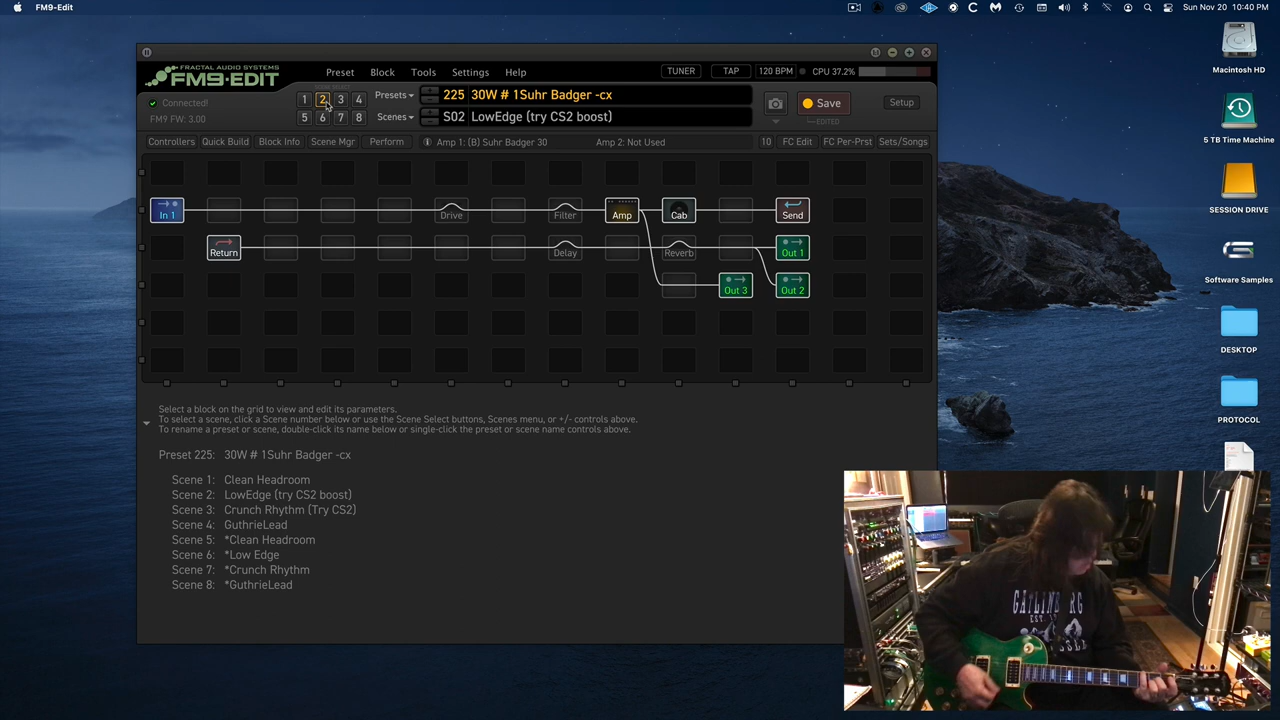 FM9-Edit
Sun Nov 20 10:40 PM
FRACTAL AUDIO SYSTEMS
FM9-EDIT
Preset Block Tools Settings Help
TUNER TAP 120 BPM CPU 37.2%
Connected!
FM9 FW: 3.00
SCENE SELECT
1 2 3 4
5 6 7 8
Presets 225 30W # 1Suhr Badger -cx
Scenes S02 LowEdge (try CS2 boost)
Save
EDITED
Setup
Controllers Quick Build Block Info Scene Mgr Perform Amp 1: (B) Suhr Badger 30 Amp 2: Not Used 10 FC Edit FC Per-Prst Sets/Songs
In 1 Drive Filter Amp Cab Send
Return Delay Reverb Out 1
Out 3 Out 2
Select a block on the grid to view and edit its parameters.
To select a scene, click a Scene number below or use the Scene Select buttons, Scenes menu, or +/- controls above.
To rename a preset or scene, double-click its name below or single-click the preset or scene name controls above.
Preset 225: 30W # 1Suhr Badger -cx
Scene 1: Clean Headroom
Scene 2: LowEdge (try CS2 boost)
Scene 3: Crunch Rhythm (Try CS2)
Scene 4: GuthrieLead
Scene 5: *Clean Headroom
Scene 6: *Low Edge
Scene 7: *Crunch Rhythm
Scene 8: *GuthrieLead
Macintosh HD
5 TB Time Machine
SESSION DRIVE
Software Samples
DESKTOP
PROTOCOL